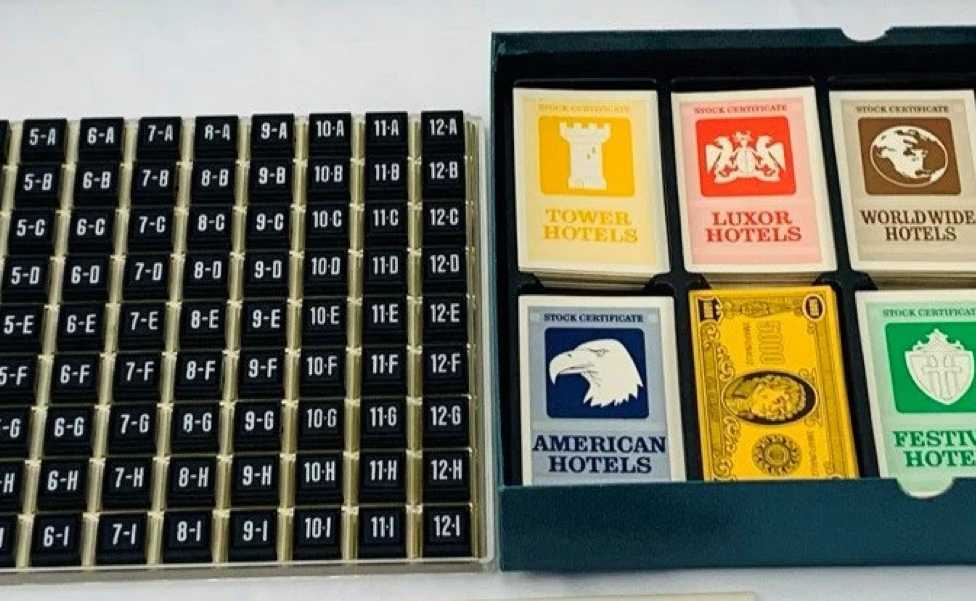 5-A 6-A 7-A 8-A 9-A 10-A 11-A 12-A
5-B 6-B 7-B 8-B 9-B 10-B 11-B 12-B
5-C 6-C 7-C 8-C 9-C 10-C 11-C 12-C
5-D 6-D 7-D 8-D 9-D 10-D 11-D 12-D
5-E 6-E 7-E 8-E 9-E 10-E 11-E 12-E
5-F 6-F 7-F 8-F 9-F 10-F 11-F 12-F
-G 6-G 7-G 8-G 9-G 10-G 11-G 12-G
-H 6-H 7-H 8-H 9-H 10-H 11-H 12-H
I 6-I 7-I 8-I 9-I 10-I 11-I 12-I
STOCK CERTIFICATE
TOWER
HOTELS
STOCK CERTIFICATE
LUXOR
HOTELS
STOCK CERTIFICATE
WORLDWIDE
HOTELS
STOCK CERTIFICATE
AMERICAN
HOTELS
5000
STOCK CERTIFICATE
FESTIV
HOTE